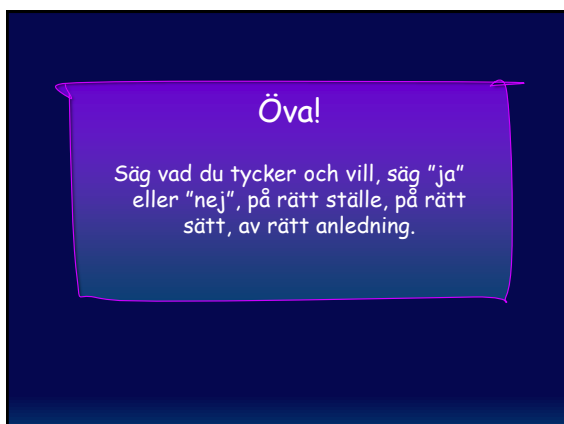 Öva!
Säg vad du tycker och vill, säg ”ja”
eller ”nej”, på rätt ställe, på rätt
sätt, av rätt anledning.